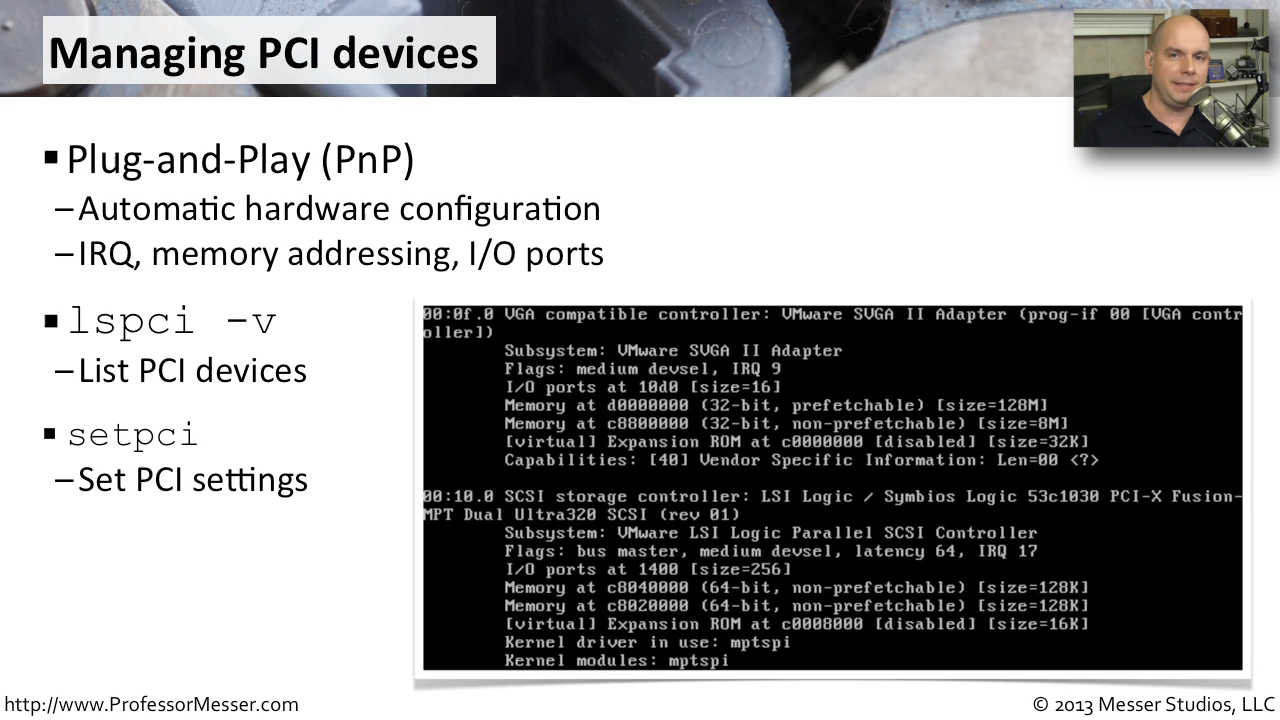 Managing PCI devices
▪ Plug-and-Play (PnP)
– Automatic hardware configuration
– IRQ, memory addressing, I/O ports
▪ lspci -v
– List PCI devices
▪ setpci
– Set PCI settings
00:0f.0 VGA compatible controller: VMware SVGA II Adapter (prog-if 00 [VGA contr
oller])
Subsystem: VMware SVGA II Adapter
Flags: medium devsel, IRQ 9
I/O ports at 10d0 [size=16]
Memory at d0000000 (32-bit, prefetchable) [size=128M]
Memory at c8800000 (32-bit, non-prefetchable) [size=8M]
[virtual] Expansion ROM at c0000000 [disabled] [size=32K]
Capabilities: [40] Vendor Specific Information: Len=00 <?>
00:10.0 SCSI storage controller: LSI Logic / Symbios Logic 53c1030 PCI-X Fusion-
MPT Dual Ultra320 SCSI (rev 01)
Subsystem: VMware LSI Logic Parallel SCSI Controller
Flags: bus master, medium devsel, latency 64, IRQ 17
I/O ports at 1400 [size=256]
Memory at c8040000 (64-bit, non-prefetchable) [size=128K]
Memory at c8020000 (64-bit, non-prefetchable) [size=128K]
[virtual] Expansion ROM at c0008000 [disabled] [size=16K]
Kernel driver in use: mptspi
Kernel modules: mptspi
http://www.ProfessorMesser.com
© 2013 Messer Studios, LLC